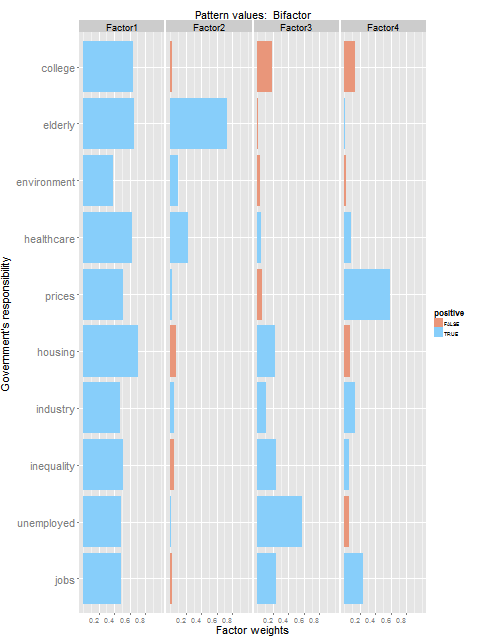 Pattern values: Bifactor
Factor1 Factor2 Factor3 Factor4
college
elderly
environment
healthcare
prices
housing
industry
inequality
unemployed
jobs
Government's responsibility
0.2 0.4 0.6 0.8 0.2 0.4 0.6 0.8 0.2 0.4 0.6 0.8 0.2 0.4 0.6 0.8
Factor weights
positive
FALSE
TRUE